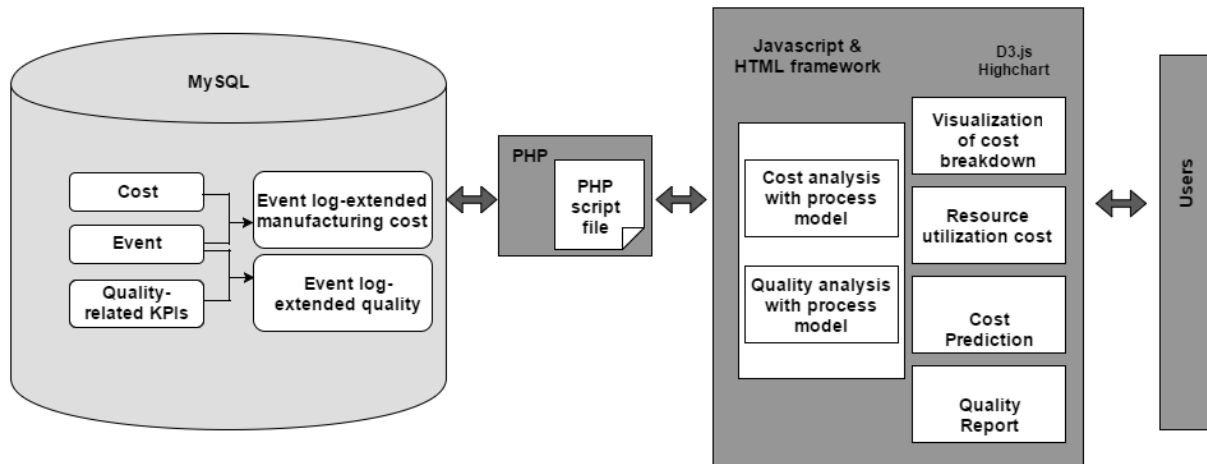 MySQL
Cost
Event
Quality-
related KPIs
Event log-extended
manufacturing cost
Event log-
extended quality
PHP
PHP
script
file
Javascript &
HTML framework
D3.js
Highchart
Cost analysis
with process
model
Quality analysis
with process
model
Visualization
of cost
breakdown
Resource
utilization cost
Cost
Prediction
Quality
Report
Users